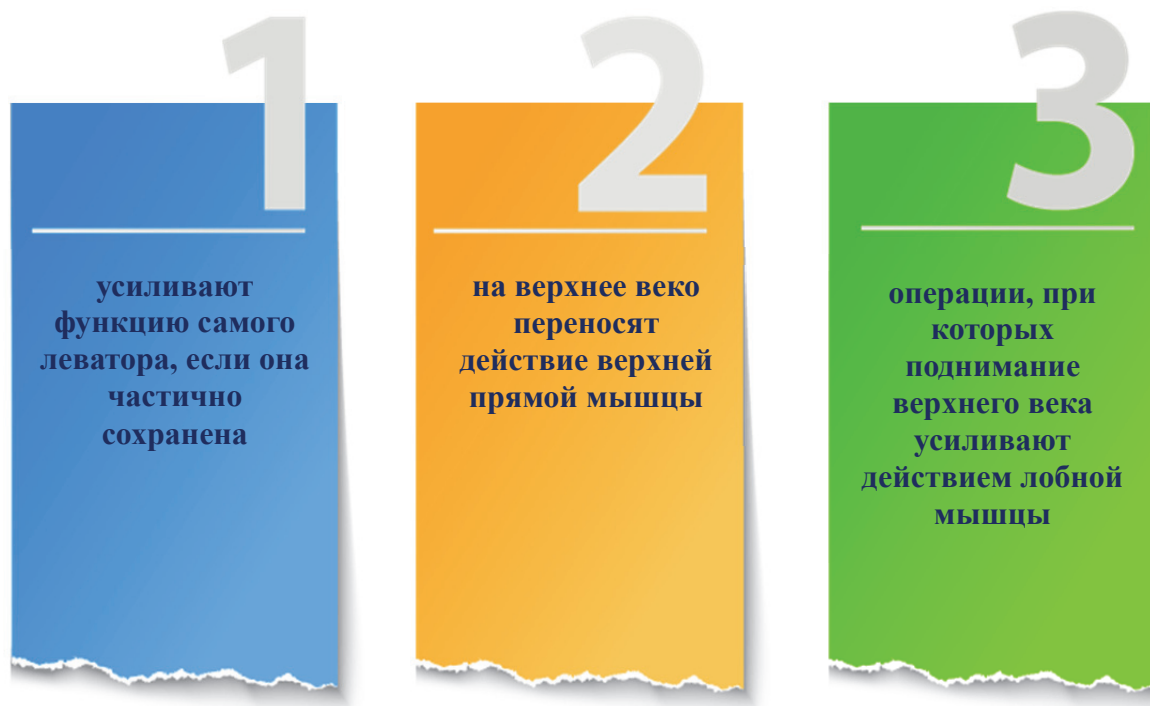 1
усиливают
функцию самого
леватора, если она
частично
сохранена
2
на верхнее веко
переносят
действие верхней
прямой мышцы
3
операции, при
которых
поднимание
верхнего века
усиливают
действием лобной
мышцы